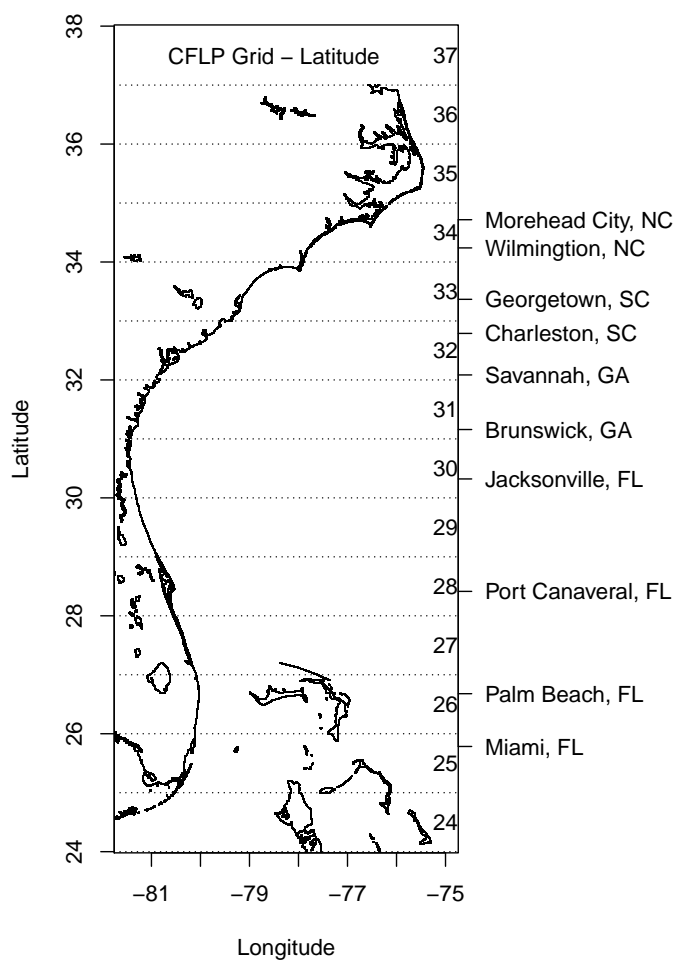 CFLP Grid – Latitude
38
36
34
32
30
28
26
24
Latitude
37
36
35
34
33
32
31
30
29
28
27
26
25
24
Morehead City, NC
Wilmingtion, NC
Georgetown, SC
Charleston, SC
Savannah, GA
Brunswick, GA
Jacksonville, FL
Port Canaveral, FL
Palm Beach, FL
Miami, FL
−81
−79
−77
−75
Longitude